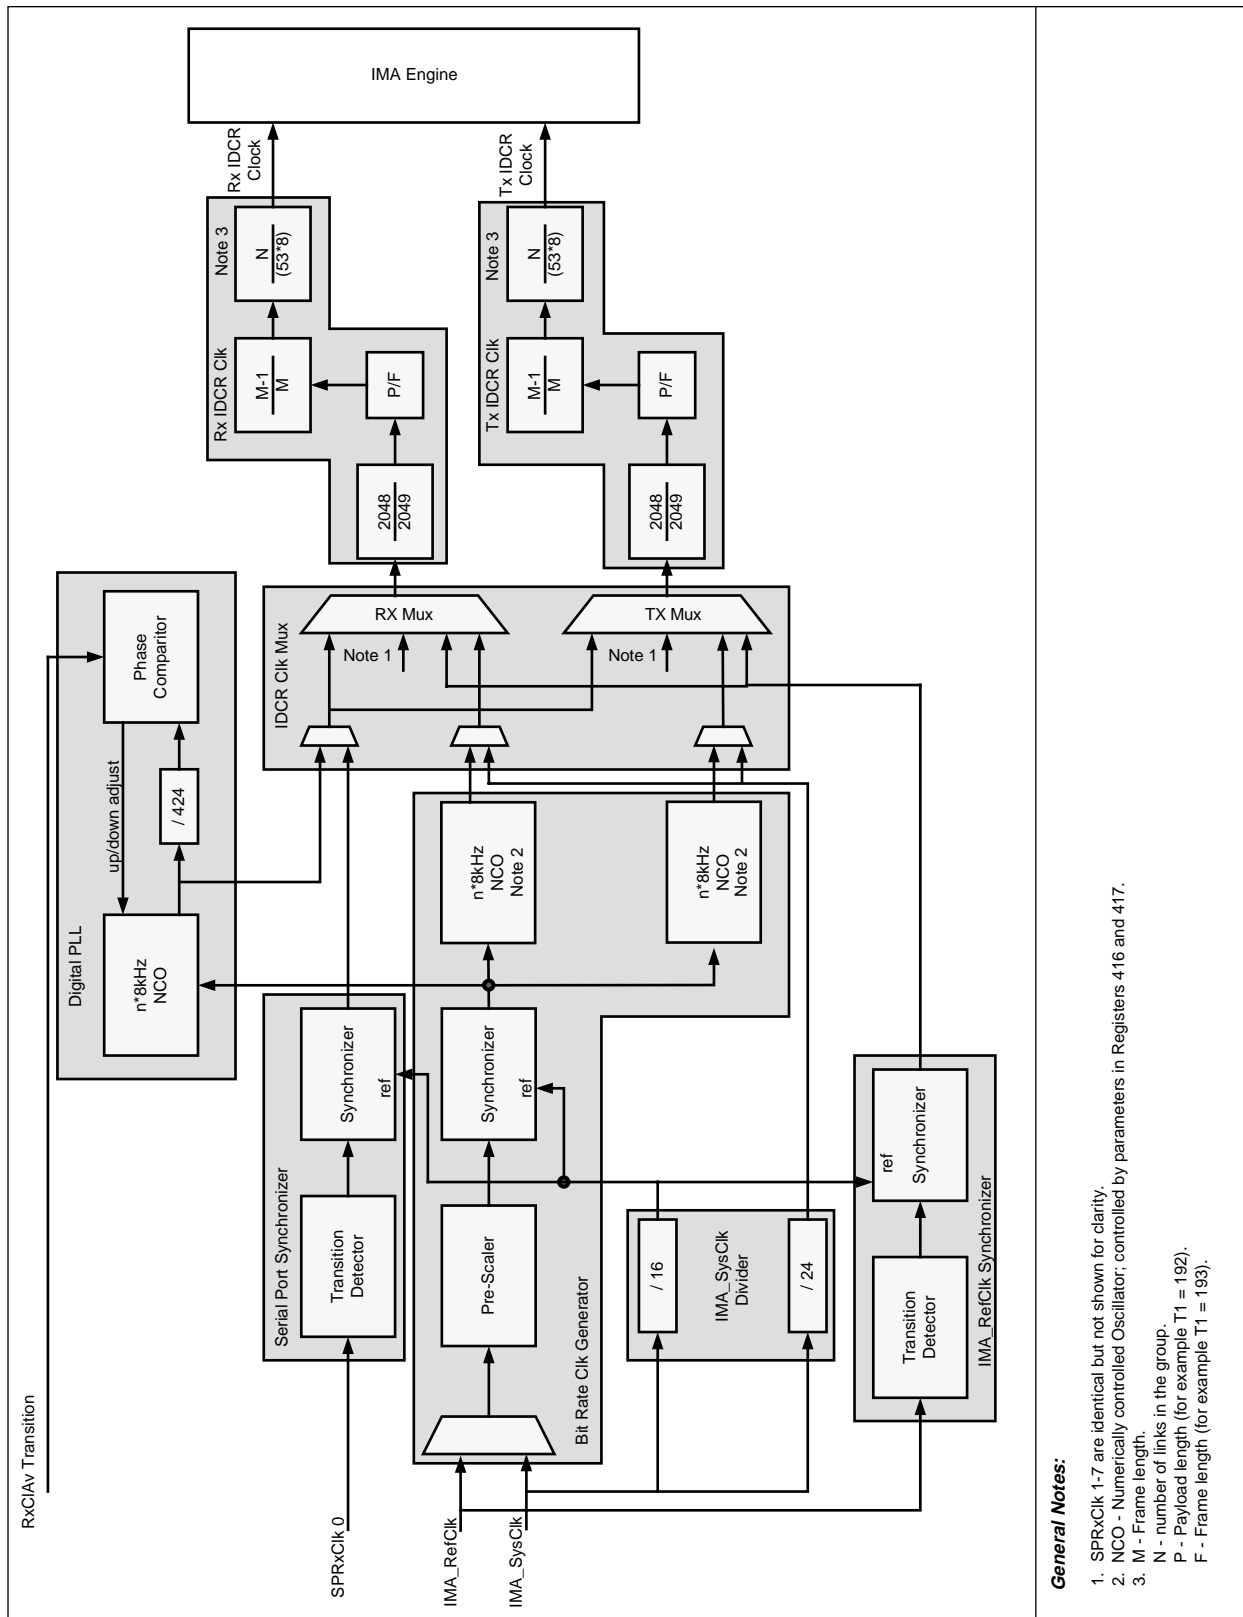 RxClAv Transition
SPRxClk 0
IMA_RefClk
IMA_SysClk
Digital PLL
n*8kHz
NCO
up/down adjust
/ 424
Phase
Comparitor
Serial Port Synchronizer
Transition
Detector
Synchronizer
ref
Bit Rate Clk Generator
Pre-Scaler
Synchronizer
ref
n*8kHz
NCO
Note 2
n*8kHz
NCO
Note 2
IMA_SysClk
Divider
/ 16
/ 24
IMA_RefClk Synchronizer
Transition
Detector
ref
Synchronizer
IDCR Clk Mux
RX Mux
Note 1
TX Mux
Note 1
2048
2049
P/F
Rx IDCR Clk
M-1
M
Note 3
N
(53*8)
Rx IDCR
Clock
2048
2049
P/F
Tx IDCR Clk
M-1
M
Note 3
N
(53*8)
Tx IDCR
Clock
IMA Engine
General Notes:
1. SPRxClk 1-7 are identical but not shown for clarity.
2. NCO - Numerically controlled Oscillator; controlled by parameters in Registers 416 and 417.
3. M - Frame length.
N - number of links in the group.
P - Payload length (for example T1 = 192).
F - Frame length (for example T1 = 193).